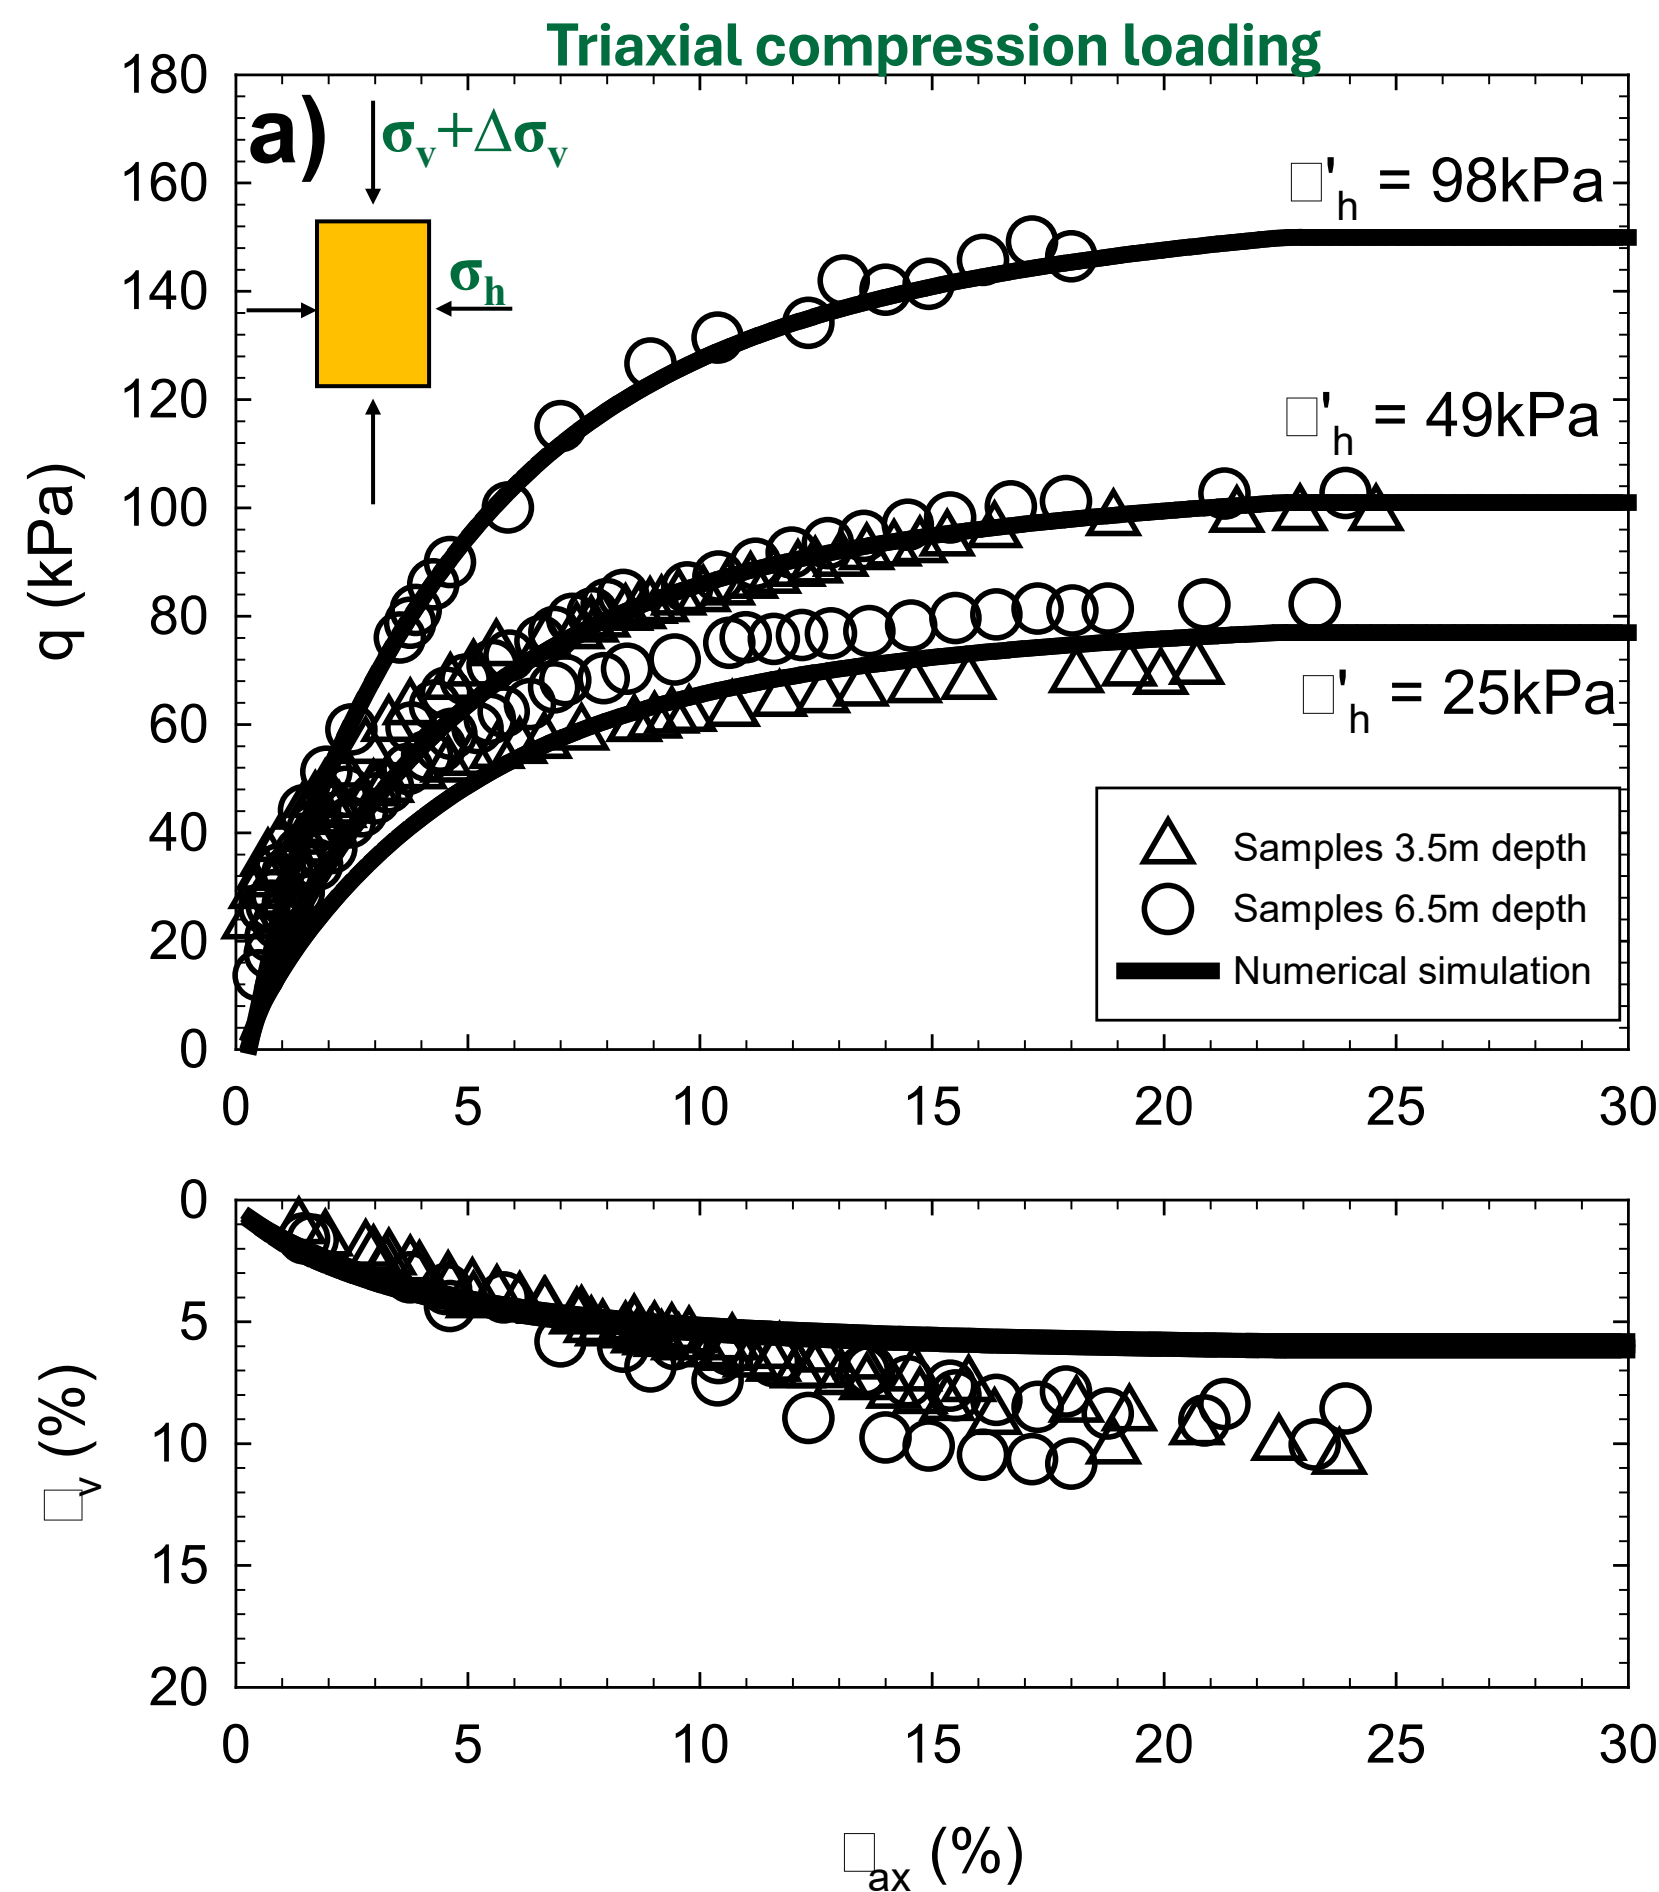 Triaxial compression loading
180
160
140
120
100
80
60
40
20
0
q (kPa)
a)
σv+Δσv
σh
□'h = 98kPa
□'h = 49kPa
□'h = 25kPa
Samples 3.5m depth
Samples 6.5m depth
Numerical simulation
0 5 10 15 20 25 30
0
5
10
15
20
□v (%)
0 5 10 15 20 25 30
□ax (%)